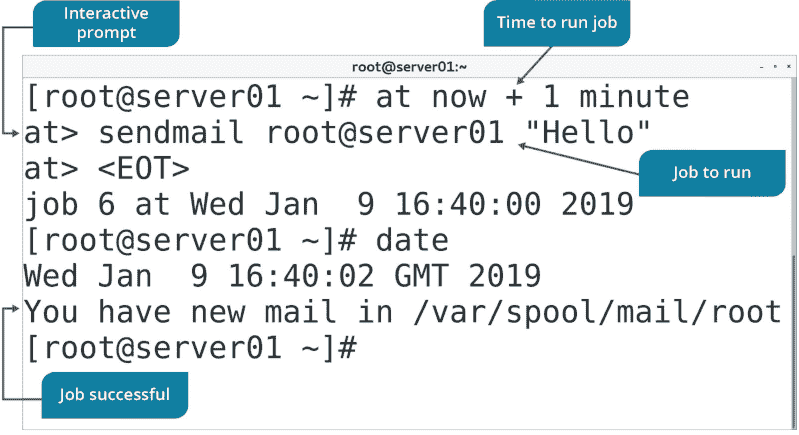 Interactive
prompt
Time to run job
root@server01:~
[root@server01 ~]# at now + 1 minute
at> sendmail root@server01 "Hello"
at> <EOT>
Job to run
job 6 at Wed Jan  9 16:40:00 2019
[root@server01 ~]# date
Wed Jan  9 16:40:02 GMT 2019
You have new mail in /var/spool/mail/root
[root@server01 ~]#
Job successful